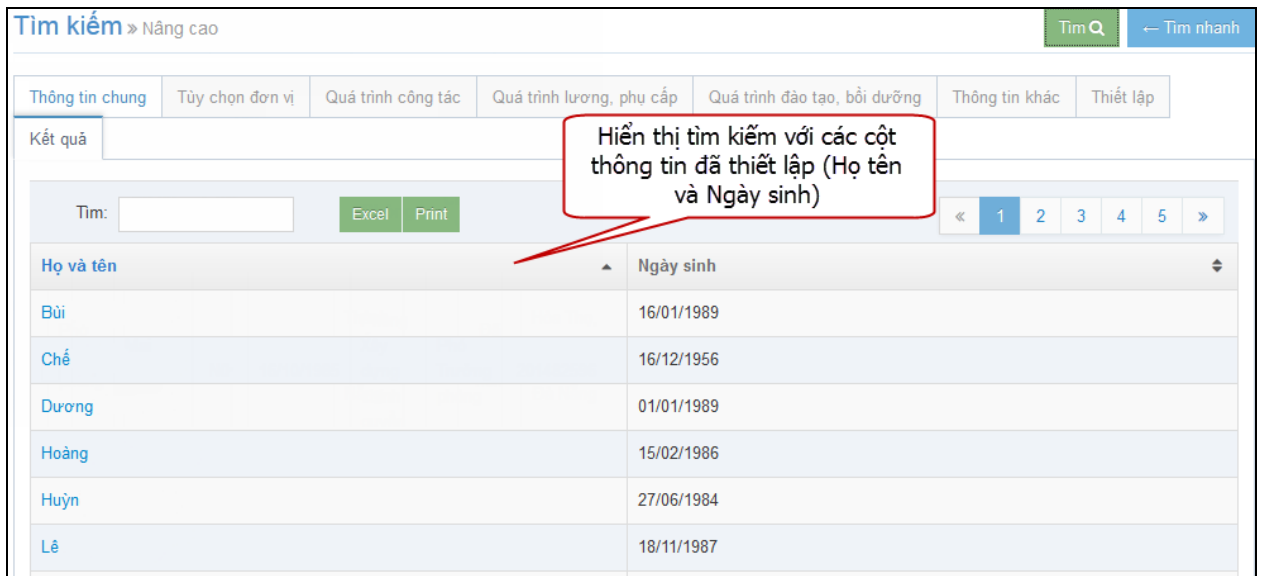 Tìm kiếm » Nâng cao
Tìm
← Tìm nhanh
Thông tin chung
Tùy chọn đơn vị
Quá trình công tác
Quá trình lương, phụ cấp
Quá trình đào tạo, bồi dưỡng
Thông tin khác
Thiết lập
Kết quả
Hiển thị tìm kiếm với các cột
thông tin đã thiết lập (Họ tên
và Ngày sinh)
Tìm:
Excel Print
« 1 2 3 4 5 »
Họ và tên Ngày sinh
Bùi 16/01/1989
Chế 16/12/1956
Dương 01/01/1989
Hoàng 15/02/1986
Huỳn 27/06/1984
Lê 18/11/1987